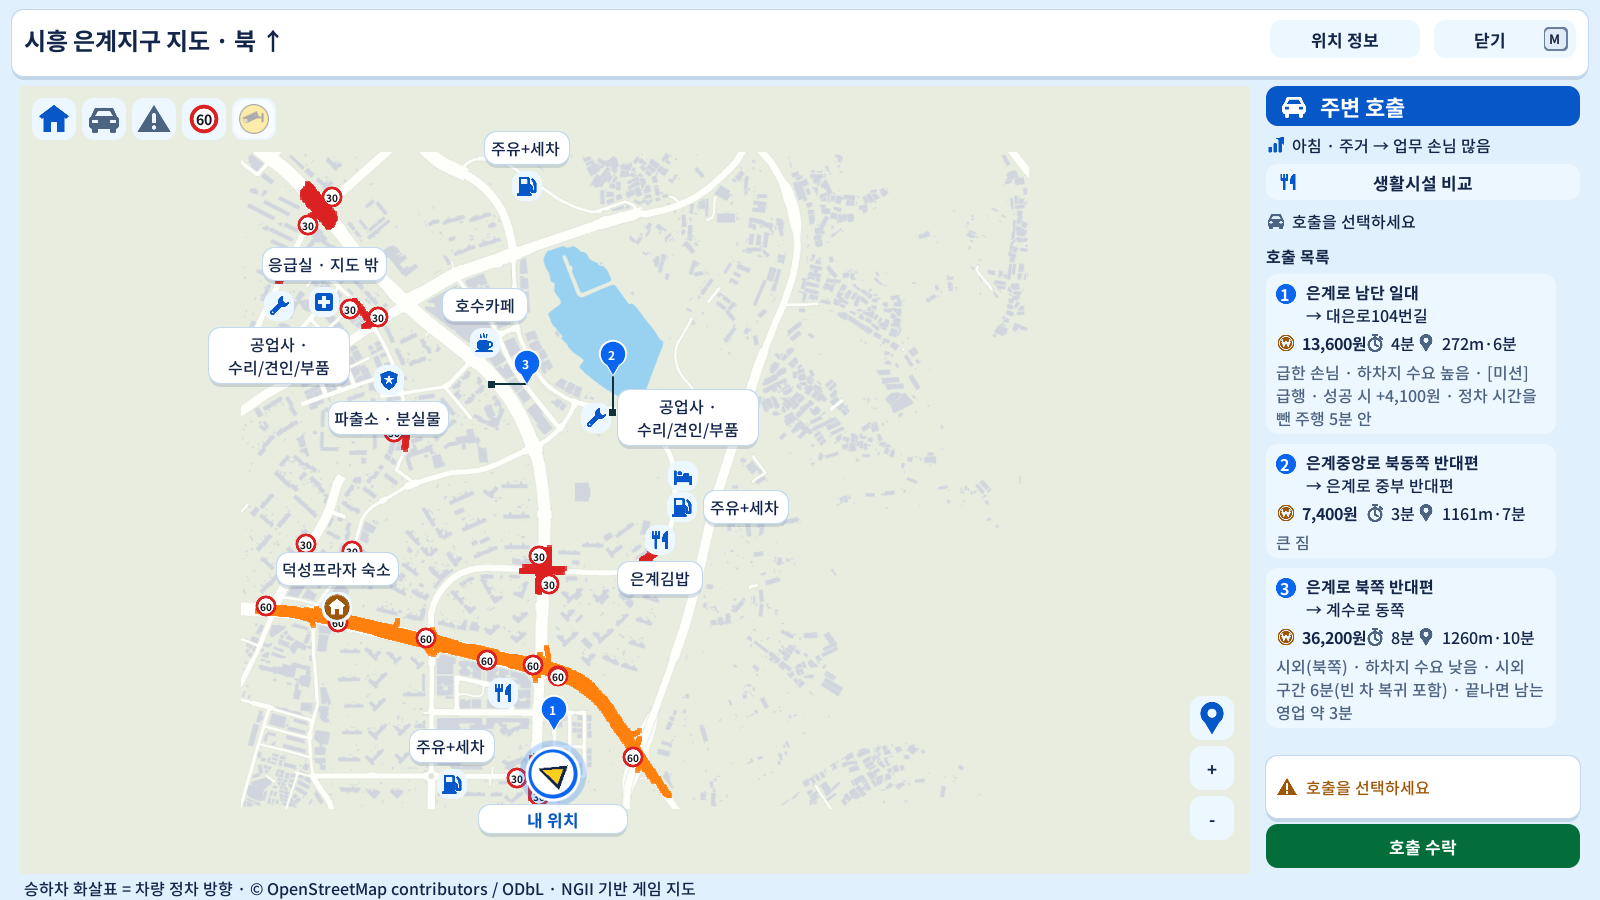 시흥 은계지구 지도 · 북 ↑
위치 정보
닫기
M
60
주유+세차
30
30
응급실 · 지도 밖
호수카페
30
30
공업사 ·
수리/견인/부품
3
2
파출소 · 분실물
공업사 ·
수리/견인/부품
주유+세차
30
30
30
30
덕성프라자 숙소
은계김밥
60
60
60
60
60
60
1
주유+세차
60
30
30
내 위치
+
-
주변 호출
아침 · 주거 → 업무 손님 많음
생활시설 비교
호출을 선택하세요
호출 목록
1 은계로 남단 일대
→ 대은로104번길
13,600원 4분 272m·6분
급한 손님 · 하차지 수요 높음 · [미션]
급행 · 성공 시 +4,100원 · 정차 시간을
뺀 주행 5분 안
2 은계중앙로 북동쪽 반대편
→ 은계로 중부 반대편
7,400원 3분 1161m·7분
큰 짐
3 은계로 북쪽 반대편
→ 계수로 동쪽
36,200원 8분 1260m·10분
시외(북쪽) · 하차지 수요 낮음 · 시외
구간 6분(빈 차 복귀 포함) · 끝나면 남는
영업 약 3분
호출을 선택하세요
호출 수락
승하차 화살표 = 차량 정차 방향 · © OpenStreetMap contributors / ODbL · NGII 기반 게임 지도